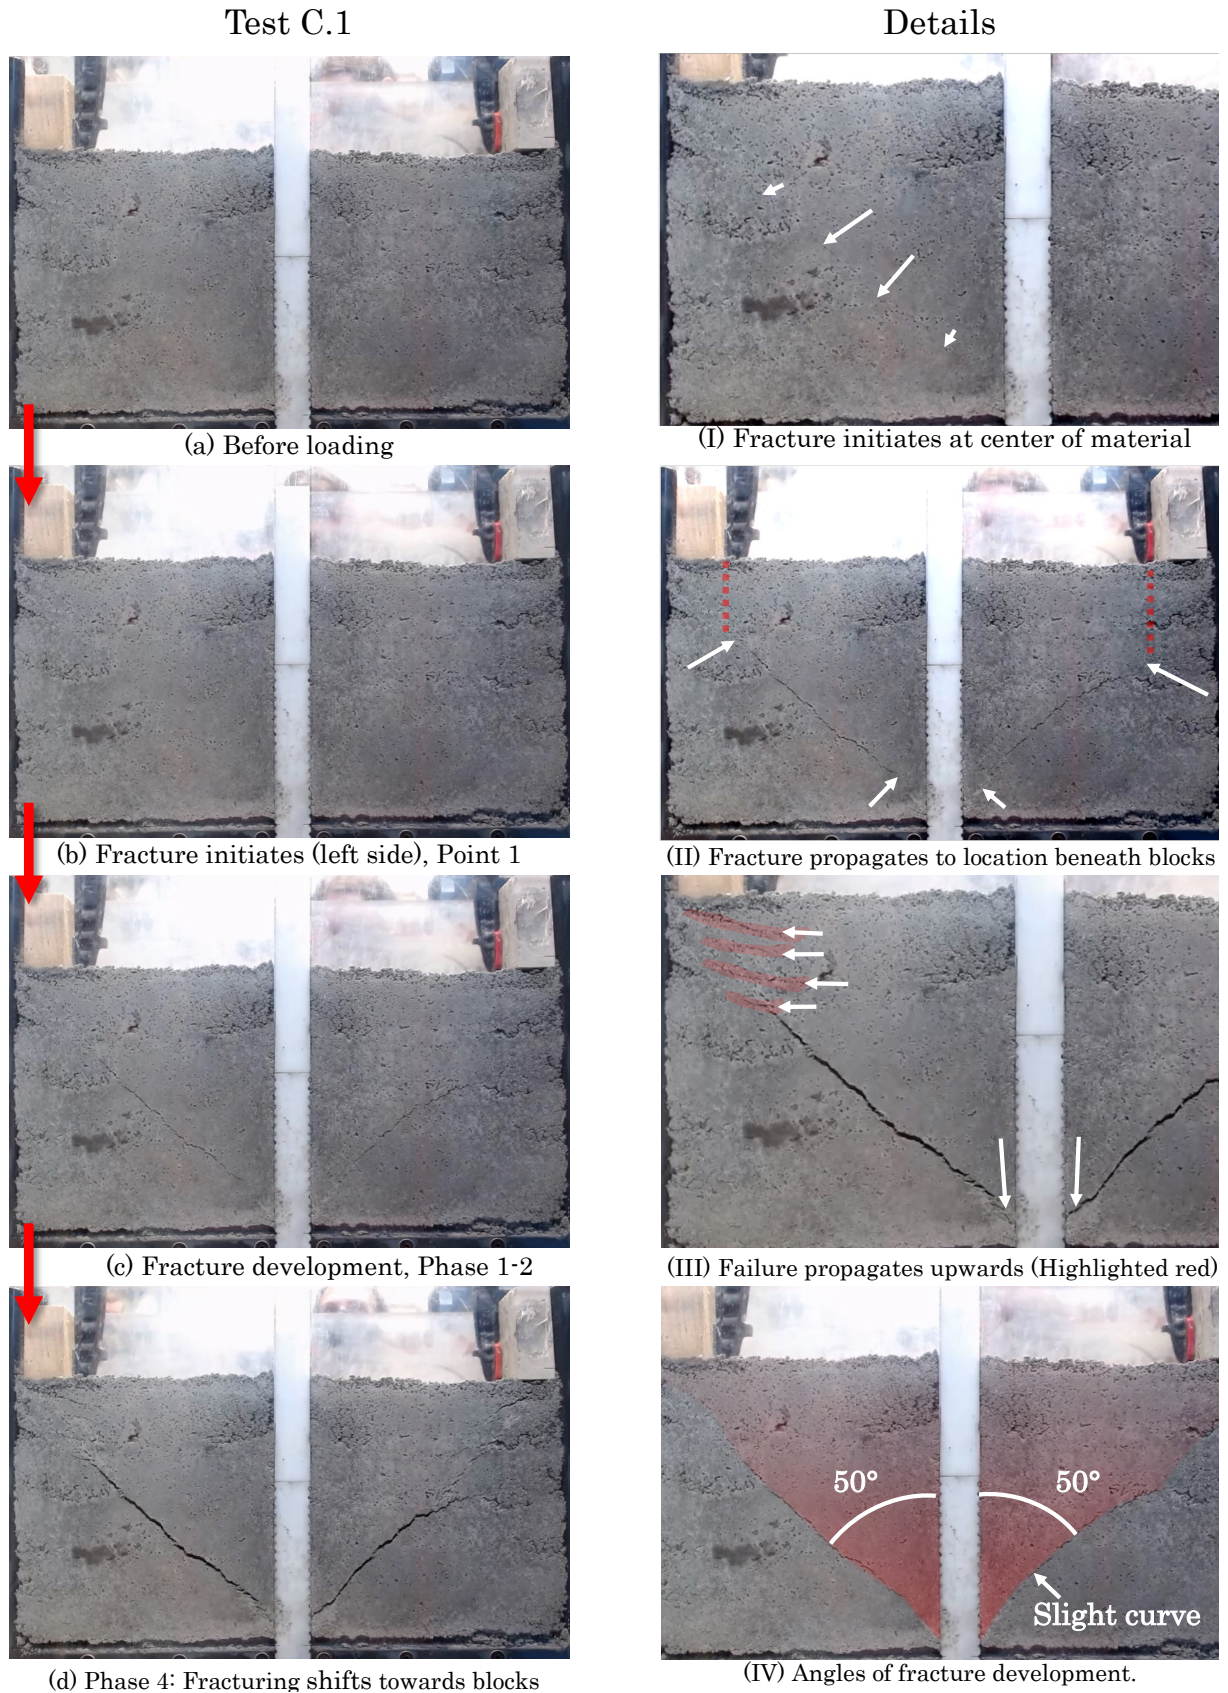 Test C.1
Details
(a) Before loading
(I) Fracture initiates at center of material
(b) Fracture initiates (left side), Point 1
(II) Fracture propagates to location beneath blocks
(c) Fracture development, Phase 1-2
(III) Failure propagates upwards (Highlighted red)
50°
50°
Slight curve
(d) Phase 4: Fracturing shifts towards blocks
(IV) Angles of fracture development.